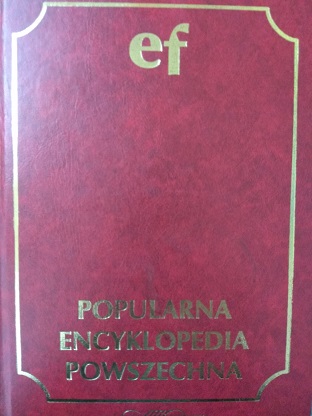 ef
POPULARNA
ENCYKLOPEDIA
POWSZECHNA